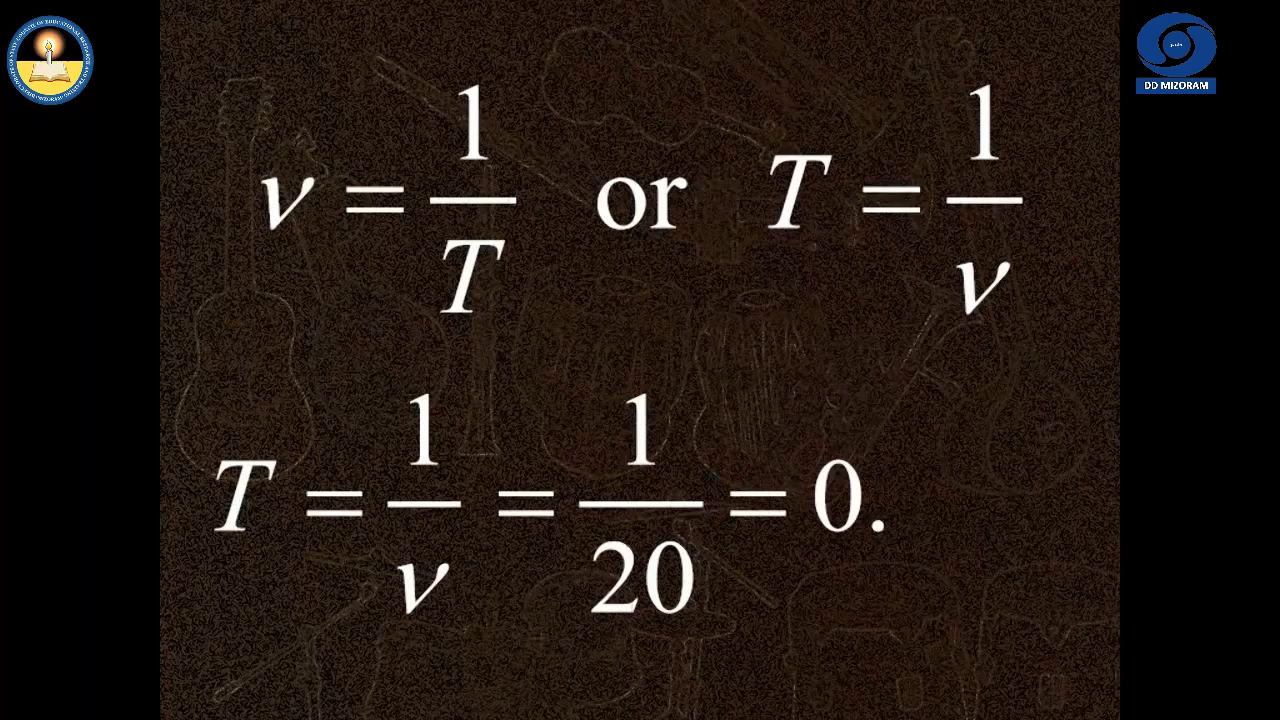 ν = 1/T or T = 1/ν
T = 1/ν = 1/20 = 0.
DD MIZORAM